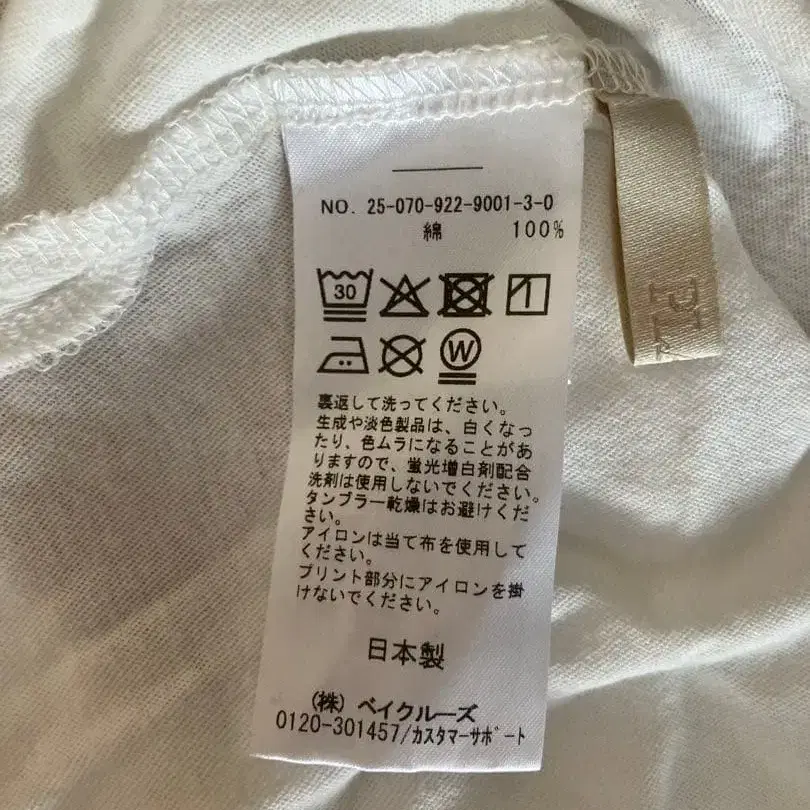 NO. 25-070-922-9001-3-0
綿 100%
30
W
裏返して洗ってください。
生成や淡色製品は、白くなっ
たり、色ムラになることがあ
りますので、蛍光増白剤配合
洗剤は使用しないでください。
タンブラー乾燥はお避けくだ
さい。
アイロンは当て布を使用して
ください。
プリント部分にアイロンを掛
けないでください。
日本製
(株) ベイクルーズ
0120-301457/カスタマーサポート